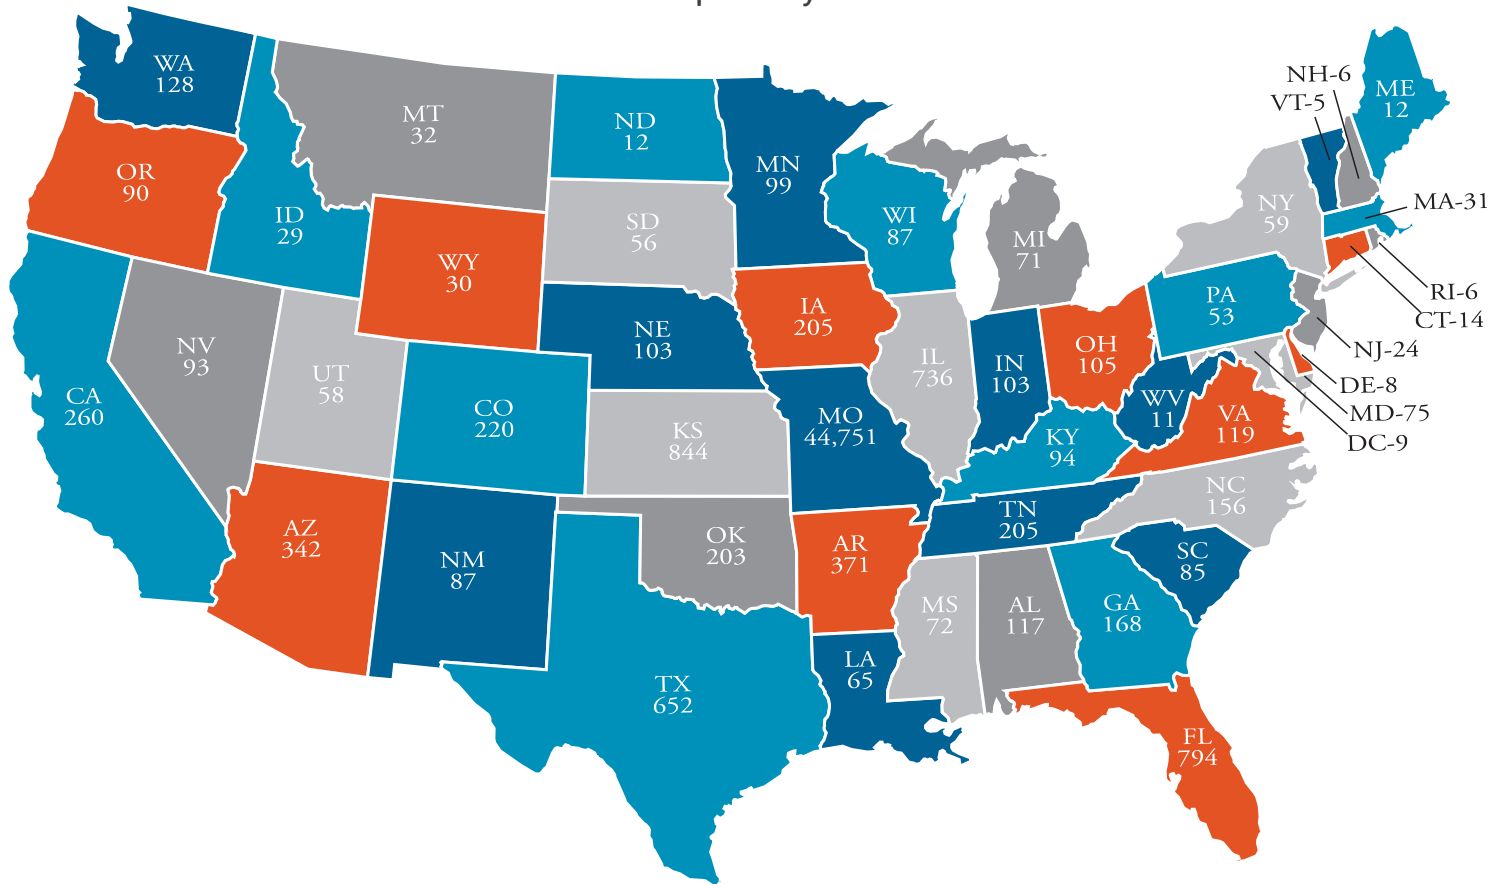 WA
128
OR
90
CA
260
ID
29
NV
93
MT
32
WY
30
UT
58
AZ
342
CO
220
NM
87
ND
12
SD
56
NE
103
KS
844
OK
203
TX
652
MN
99
IA
205
MO
44,751
AR
371
LA
65
WI
87
IL
736
MI
71
IN
103
OH
105
KY
94
TN
205
MS
72
AL
117
GA
168
FL
794
SC
85
NC
156
VA
119
WV
11
PA
53
NY
59
ME
12
NH-6
VT-5
MA-31
RI-6
CT-14
NJ-24
DE-8
MD-75
DC-9